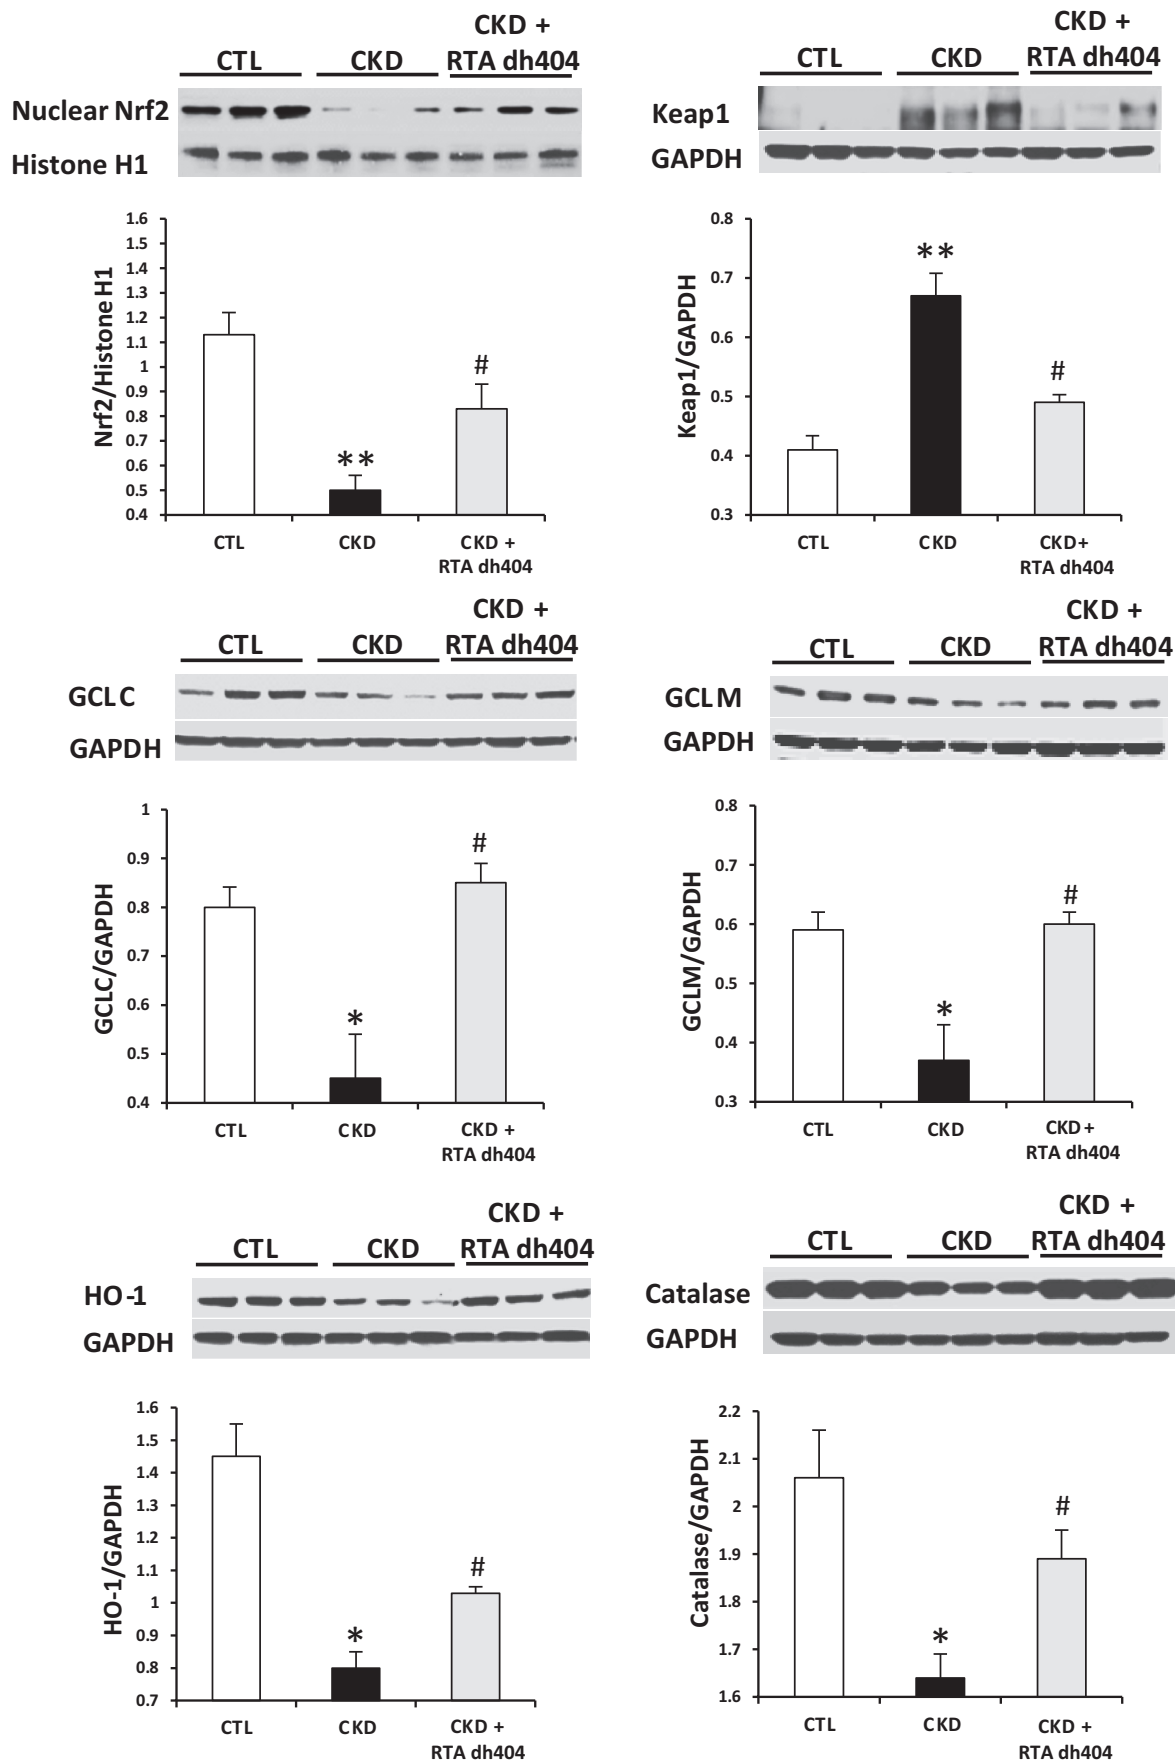 CTL CKD CKD +
RTA dh404
Nuclear Nrf2
Histone H1
Nrf2/Histone H1
1.6
1.5
1.4
1.3
1.2
1.1
1
0.9
0.8
0.7
0.6
0.5
0.4
**
#
CTL CKD CKD +
RTA dh404
CTL CKD CKD +
RTA dh404
Keap1
GAPDH
Keap1/GAPDH
0.8
0.7
0.6
0.5
0.4
0.3
**
#
CTL CKD CKD+
RTA dh404
CTL CKD CKD +
RTA dh404
GCLC
GAPDH
GCLC/GAPDH
1
0.9
0.8
0.7
0.6
0.5
0.4
*
#
CTL CKD CKD +
RTA dh404
CTL CKD CKD +
RTA dh404
GCLM
GAPDH
GCLM/GAPDH
0.8
0.7
0.6
0.5
0.4
0.3
*
#
CTL CKD CKD +
RTA dh404
CTL CKD CKD +
RTA dh404
HO-1
GAPDH
HO-1/GAPDH
1.6
1.5
1.4
1.3
1.2
1.1
1
0.9
0.8
0.7
*
#
CTL CKD CKD +
RTA dh404
CTL CKD CKD +
RTA dh404
Catalase
GAPDH
Catalase/GAPDH
2.2
2.1
2
1.9
1.8
1.7
1.6
*
#
CTL CKD CKD +
RTA dh404